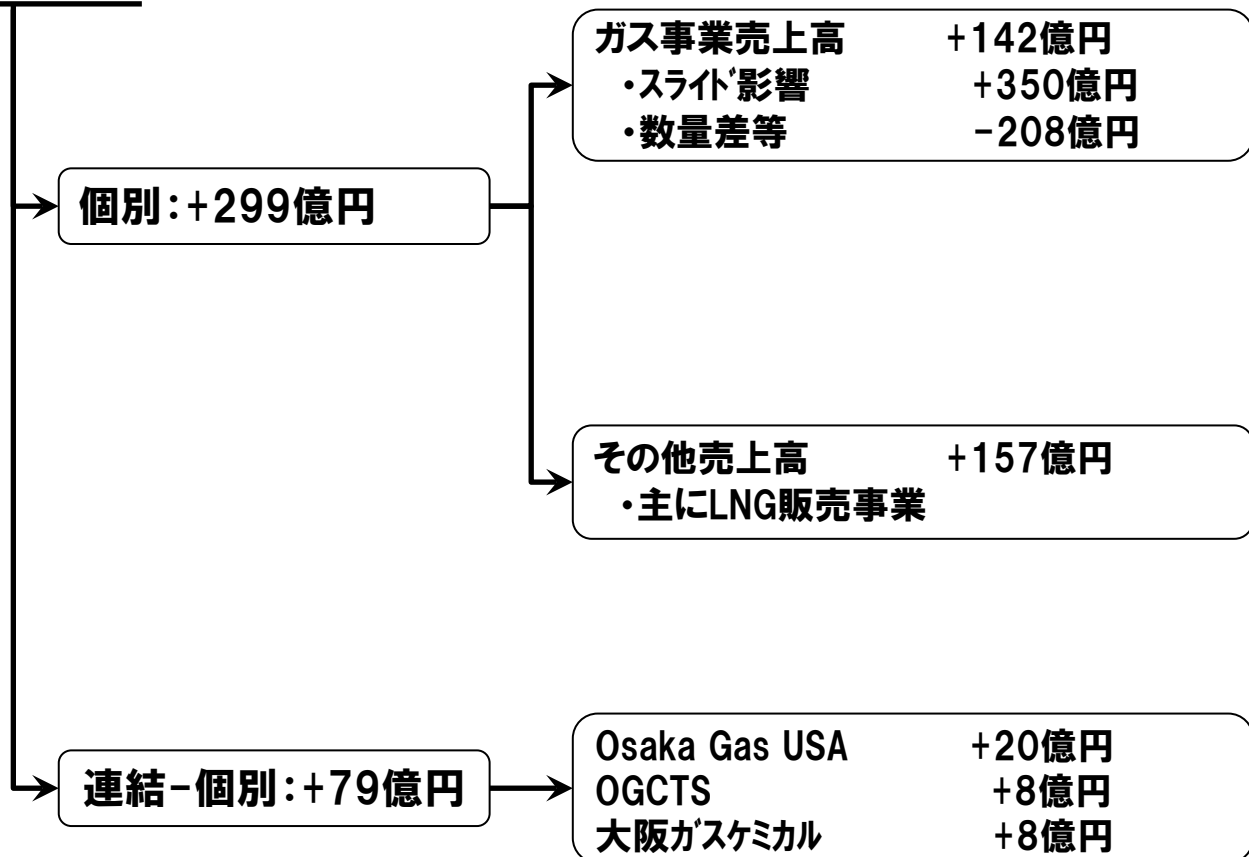 ガス事業売上高 +142億円
・スライド影響 +350億円
・数量差等 -208億円
個別:+299億円
その他売上高 +157億円
・主にLNG販売事業
連結-個別:+79億円
Osaka Gas USA +20億円
OGCTS +8億円
大阪ガスケミカル +8億円